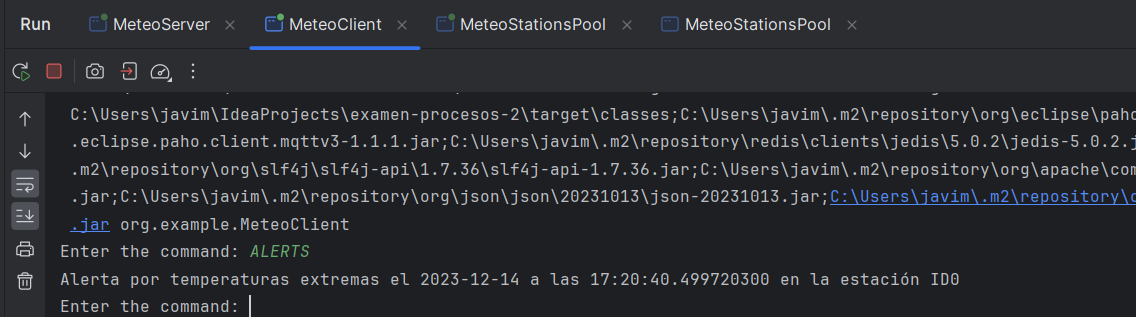 Run MeteoServer MeteoClient MeteoStationsPool MeteoStationsPool
C:\Users\javim\IdeaProjects\examen-procesos-2\target\classes;C:\Users\javim\.m2\repository\org\eclipse\paho
.eclipse.paho.client.mqttv3-1.1.1.jar;C:\Users\javim\.m2\repository\redis\clients\jedis\5.0.2\jedis-5.0.2.j
.m2\repository\org\slf4j\slf4j-api\1.7.36\slf4j-api-1.7.36.jar;C:\Users\javim\.m2\repository\org\apache\com
.jar;C:\Users\javim\.m2\repository\org\json\json\20231013\json-20231013.jar;C:\Users\javim\.m2\repository\c
.jar org.example.MeteoClient
Enter the command: ALERTS
Alerta por temperaturas extremas el 2023-12-14 a las 17:20:40.499720300 en la estación ID0
Enter the command: